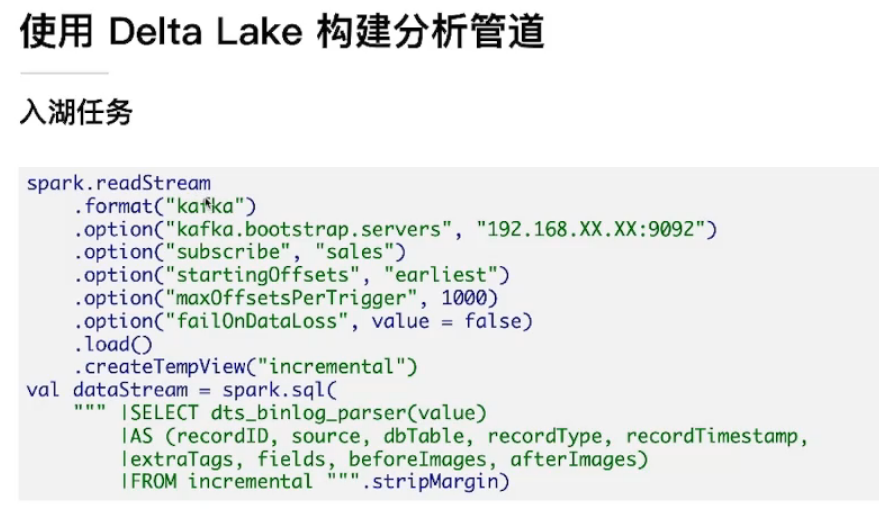 使用 Delta Lake 构建分析管道
入湖任务
spark.readStream
.format("kafka")
.option("kafka.bootstrap.servers", "192.168.XX.XX:9092")
.option("subscribe", "sales")
.option("startingOffsets", "earliest")
.option("maxOffsetsPerTrigger", 1000)
.option("failOnDataLoss", value = false)
.load()
.createTempView("incremental")
val dataStream = spark.sql(
""" |SELECT dts_binlog_parser(value)
|AS (recordID, source, dbTable, recordType, recordTimestamp,
|extraTags, fields, beforeImages, afterImages)
|FROM incremental """.stripMargin)